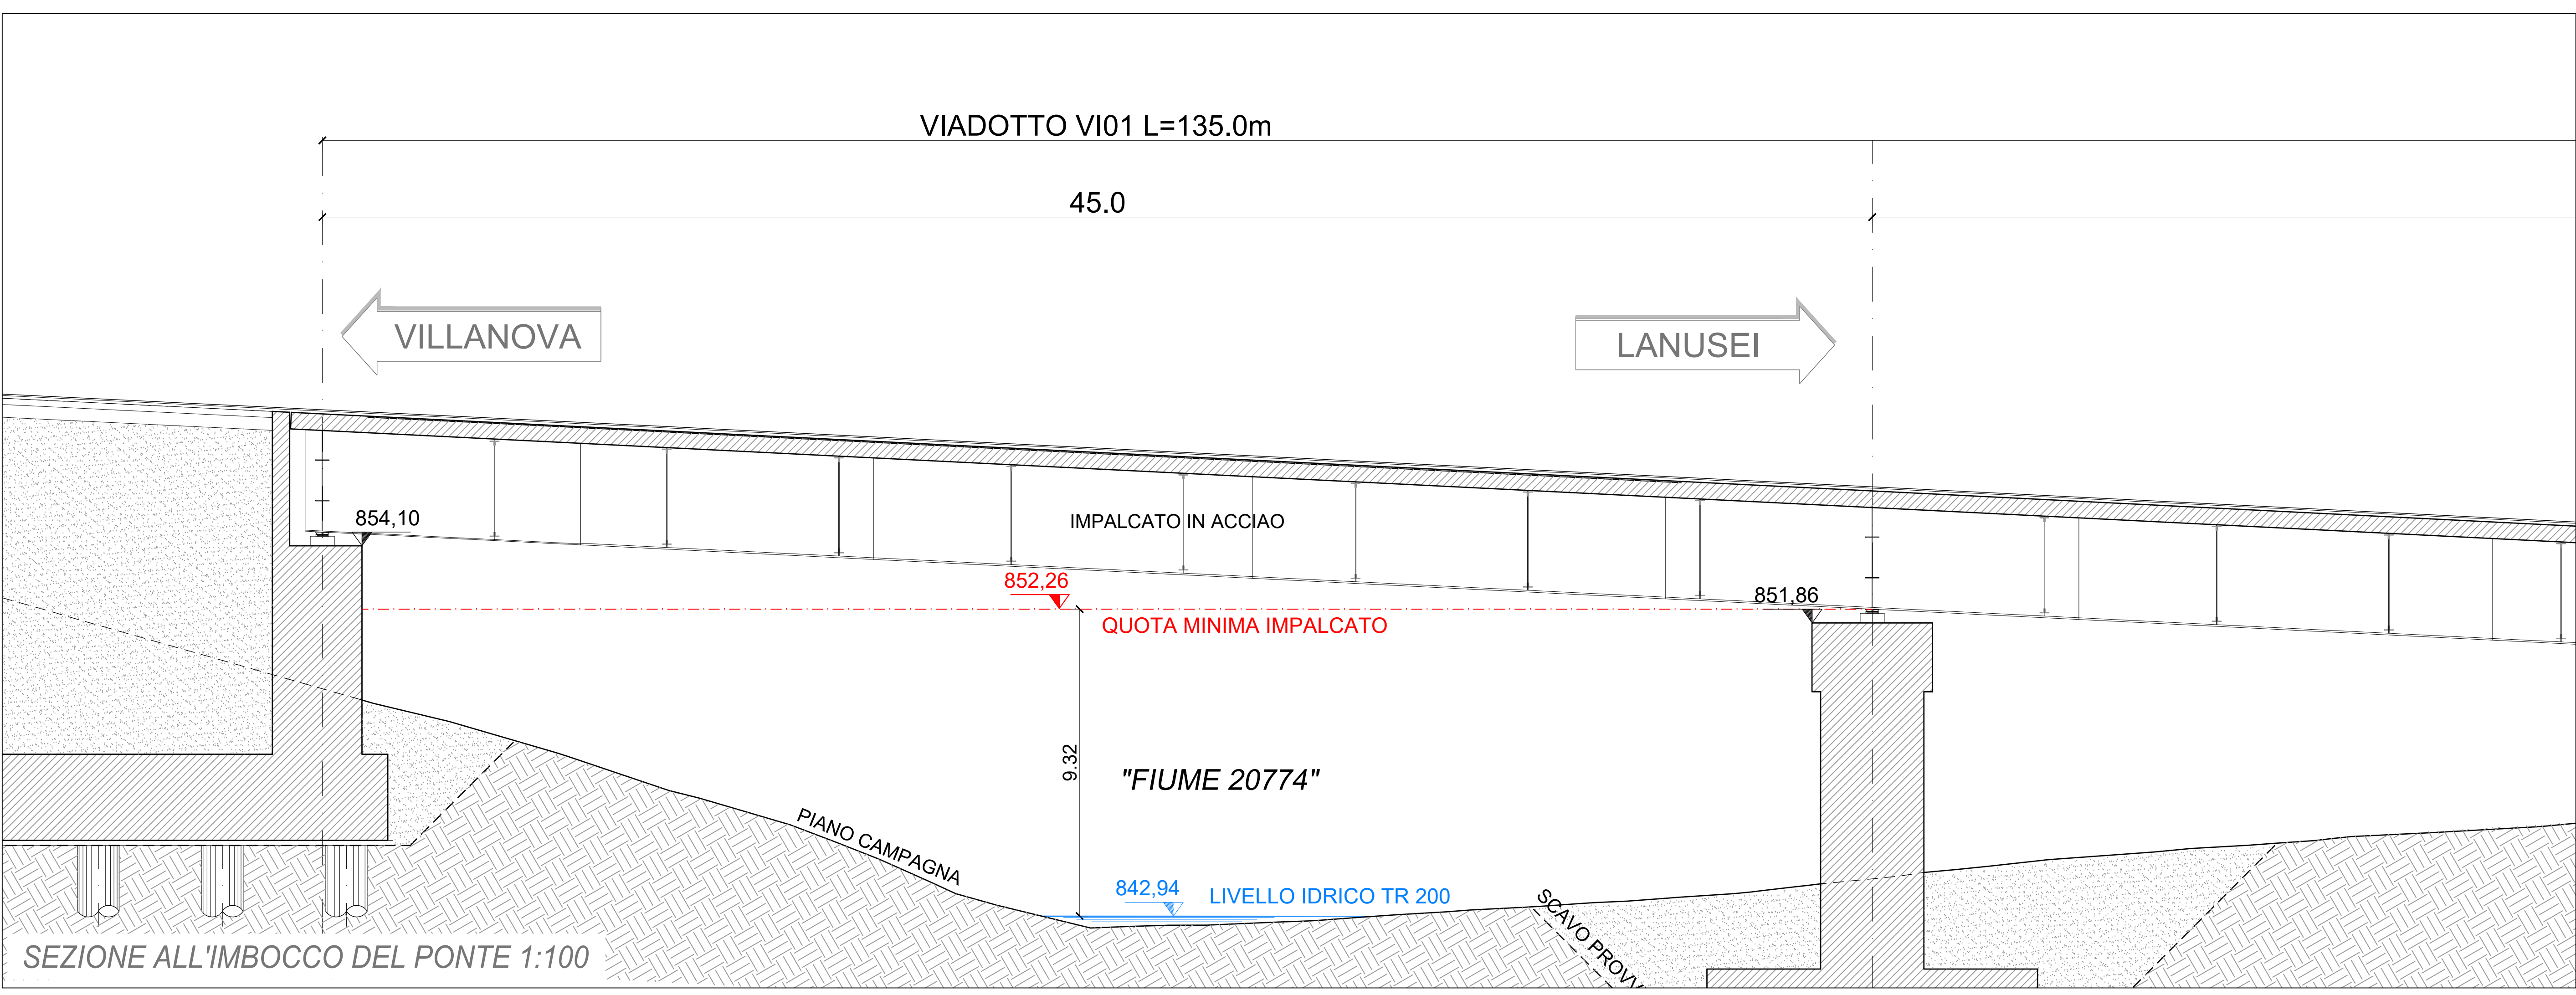 VIADOTTO VI01 L=135.0m
45.0
VILLANOVA
LANUSEI
854,10
IMPALCATO IN ACCIAO
852,26
851,86
QUOTA MINIMA IMPALCATO
9.32
"FIUME 20774"
PIANO CAMPAGNA
842,94
LIVELLO IDRICO TR 200
SCAVO PROVV
SEZIONE ALL'IMBOCCO DEL PONTE 1:100